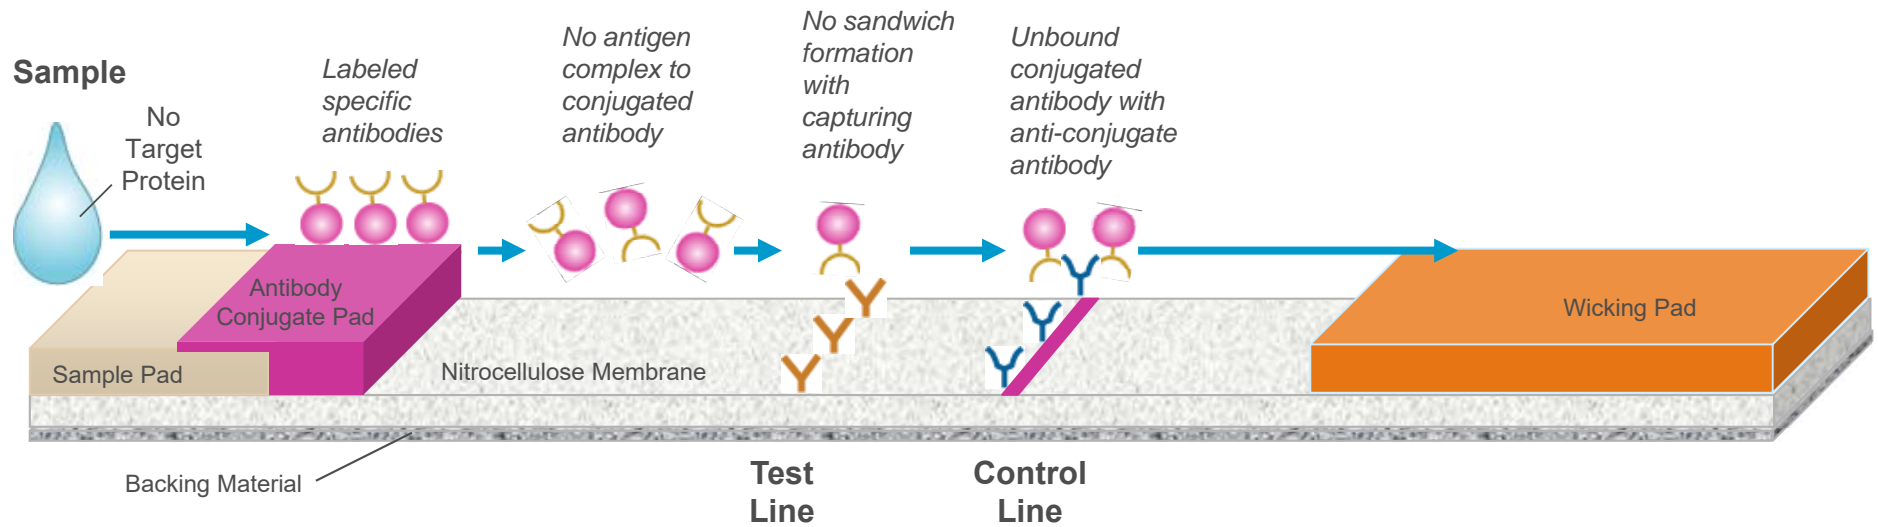 Sample
No
Target
Protein
Labeled
specific
antibodies
No antigen
complex to
conjugated
antibody
No sandwich
formation
with
capturing
antibody
Unbound
conjugated
antibody with
anti-conjugate
antibody
Antibody
Conjugate Pad
Sample Pad
Nitrocellulose Membrane
Wicking Pad
Backing Material
Test
Line
Control
Line